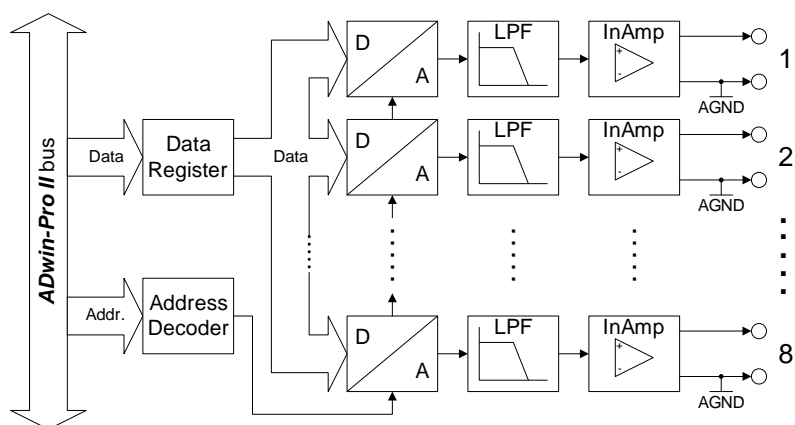 ADwin-Pro II bus
Data
Data
Register
Data
Addr.
Address
Decoder
D
A
LPF
InAmp
+
-
AGND
1
D
A
LPF
InAmp
+
-
AGND
2
D
A
LPF
InAmp
+
-
AGND
8